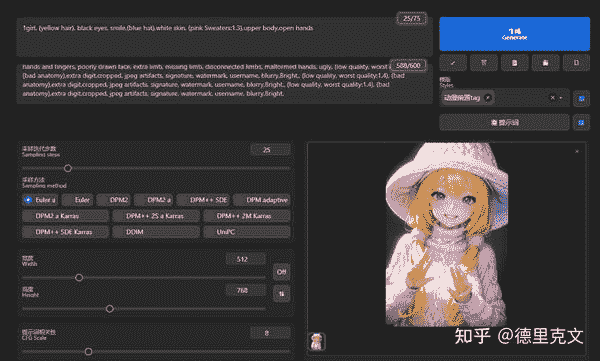 1girl, (yellow hair), black eyes, smile,(blue hat),white skin, (pink Sweaters:1.3),upper body,open hands
25/75
hands and fingers, poorly drawn face, extra limb, missing limb, disconnected limbs, malformed hands, ugly, (low quality, worst
588/600
(bad anatomy),extra digit,cropped, jpeg artifacts, signature, watermark, username, blurry,Bright,, (low quality, worst quality:1.4), (bad
anatomy),extra digit,cropped, jpeg artifacts, signature, watermark, username, blurry,Bright,, (low quality, worst quality:1.4), (bad
anatomy),extra digit,cropped, jpeg artifacts, signature, watermark, username, blurry,Bright,
生成
Generate
模版
Styles
动漫前置tag ×
提示词
采样迭代步数
Sampling steps
25
采样方法
Sampling method
Euler a
Euler
DPM2
DPM2 a
DPM++ SDE
DPM adaptive
DPM2 a Karras
DPM++ 2S a Karras
DPM++ 2M Karras
DPM++ SDE Karras
DDIM
UniPC
宽度
Width
512
Off
高度
Height
768
提示词相关性
CFG Scale
8
知乎 @德里克文